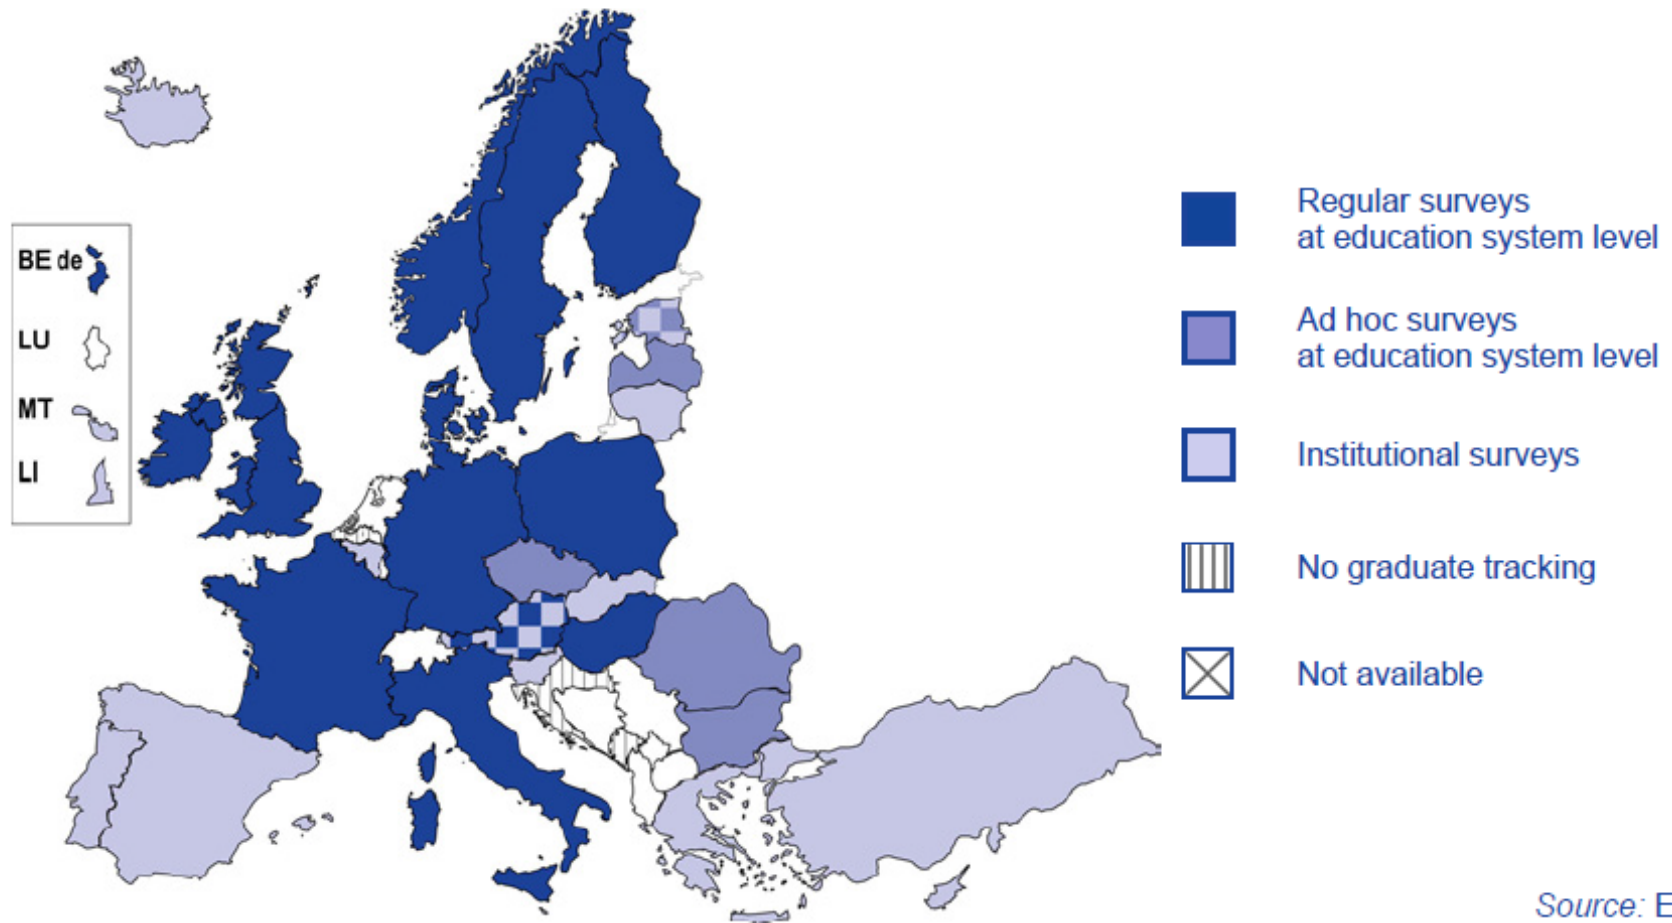 BE de
LU
MT
LI
Regular surveys
at education system level
Ad hoc surveys
at education system level
Institutional surveys
No graduate tracking
Not available
Source: E